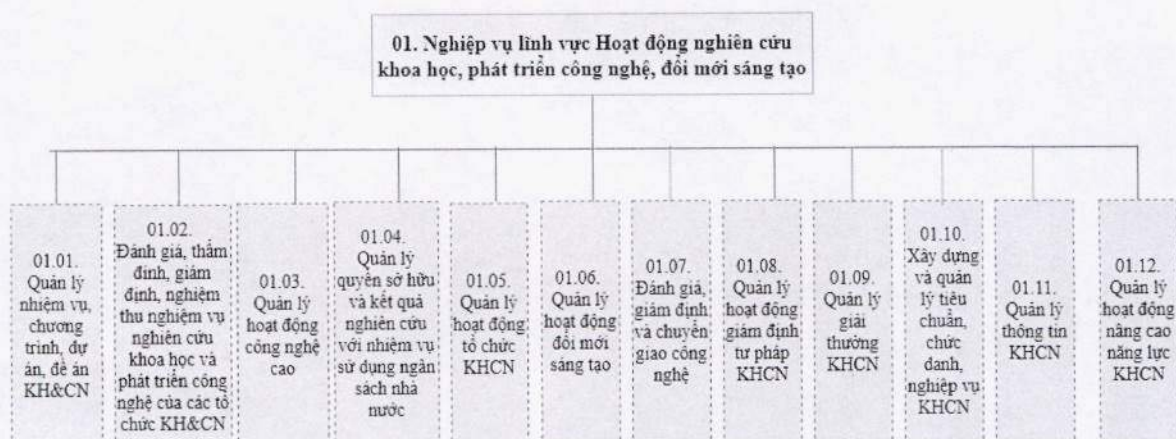 01. Nghiệp vụ lĩnh vực Hoạt động nghiên cứu
khoa học, phát triển công nghệ, đổi mới sáng tạo
01.01.
Quản lý
nhiệm vụ,
chương
trình, dự
án, đề án
KH&CN
01.02.
Đánh giá, thẩm
định, giám
định, nghiệm
thu nghiệm vụ
nghiên cứu
khoa học và
phát triển công
nghệ của các tổ
chức KH&CN
01.03.
Quản lý
hoạt động
công nghệ
cao
01.04.
Quản lý
quyền sở hữu
và kết quả
nghiên cứu
với nhiệm vụ
sử dụng ngân
sách nhà
nước
01.05.
Quản lý
hoạt động
tổ chức
KHCN
01.06.
Quản lý
hoạt động
đổi mới
sáng tạo
01.07.
Đánh giá,
giám định
và chuyển
giao công
nghệ
01.08.
Quản lý
hoạt động
giám định
tư pháp
KHCN
01.09.
Quản lý
giải
thưởng
KHCN
01.10.
Xây dựng
và quản
lý tiêu
chuẩn,
chức
danh,
nghiệp vụ
KHCN
01.11.
Quản lý
thông tin
KHCN
01.12.
Quản lý
hoạt động
nâng cao
năng lực
KHCN